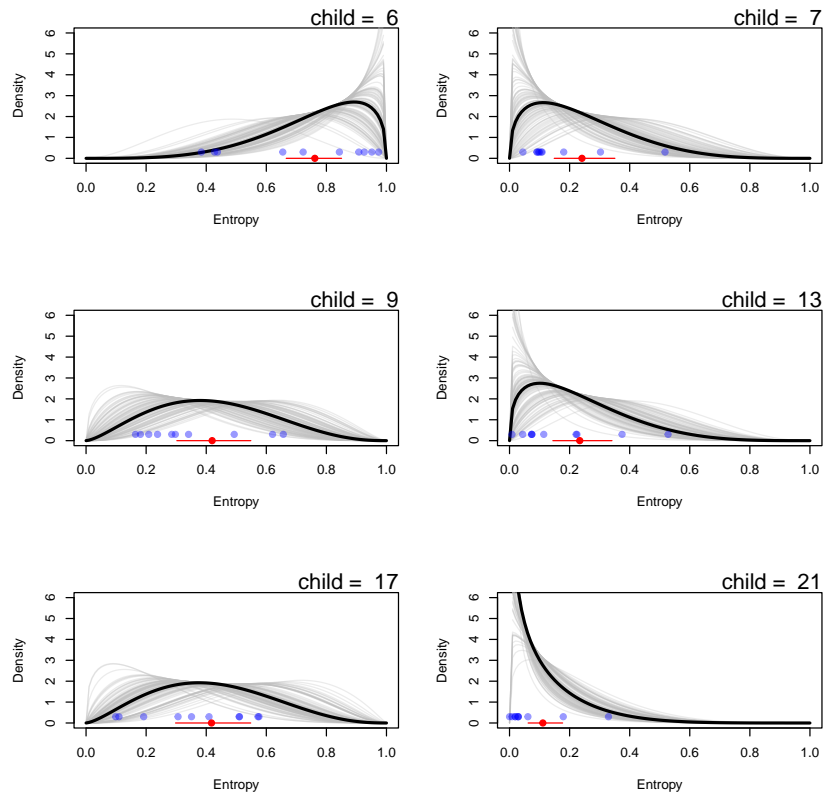 child = 6
Density
0 1 2 3 4 5 6
0.0 0.2 0.4 0.6 0.8 1.0
Entropy
child = 7
Density
0 1 2 3 4 5 6
0.0 0.2 0.4 0.6 0.8 1.0
Entropy
child = 9
Density
0 1 2 3 4 5 6
0.0 0.2 0.4 0.6 0.8 1.0
Entropy
child = 13
Density
0 1 2 3 4 5 6
0.0 0.2 0.4 0.6 0.8 1.0
Entropy
child = 17
Density
0 1 2 3 4 5 6
0.0 0.2 0.4 0.6 0.8 1.0
Entropy
child = 21
Density
0 1 2 3 4 5 6
0.0 0.2 0.4 0.6 0.8 1.0
Entropy